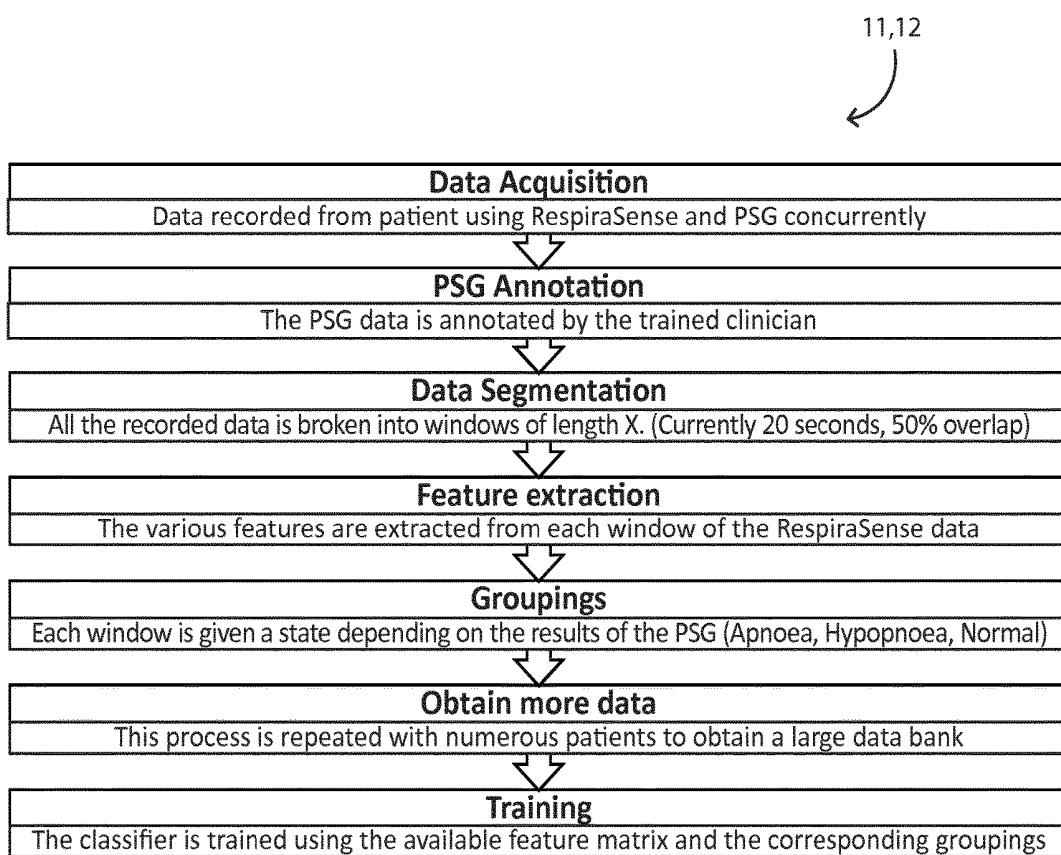 11,12
Data Acquisition
Data recorded from patient using RespiraSense and PSG concurrently
PSG Annotation
The PSG data is annotated by the trained clinician
Data Segmentation
All the recorded data is broken into windows of length X. (Currently 20 seconds, 50% overlap)
Feature extraction
The various features are extracted from each window of the RespiraSense data
Groupings
Each window is given a state depending on the results of the PSG (Apnoea, Hypopnoea, Normal)
Obtain more data
This process is repeated with numerous patients to obtain a large data bank
Training
The classifier is trained using the available feature matrix and the corresponding groupings